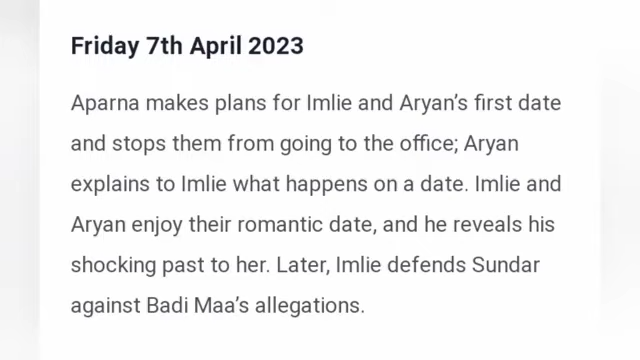 Friday 7th April 2023
Aparna makes plans for Imlie and Aryan’s first date
and stops them from going to the office; Aryan
explains to Imlie what happens on a date. Imlie and
Aryan enjoy their romantic date, and he reveals his
shocking past to her. Later, Imlie defends Sundar
against Badi Maa’s allegations.